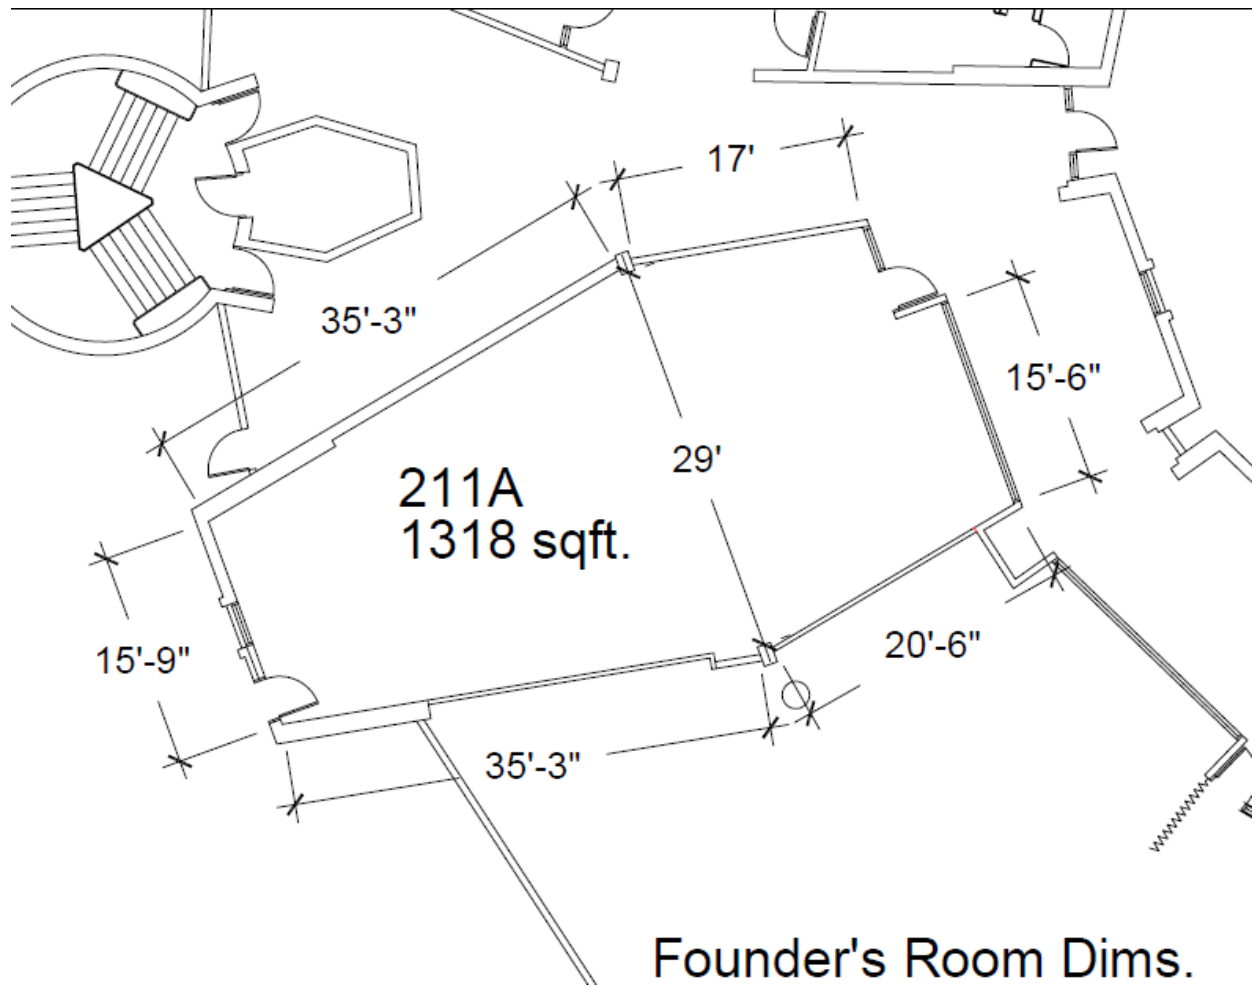 17'
35'-3"
15'-6"
29'
211A
1318 sqft.
20'-6"
15'-9"
35'-3"
Founder's Room Dims.